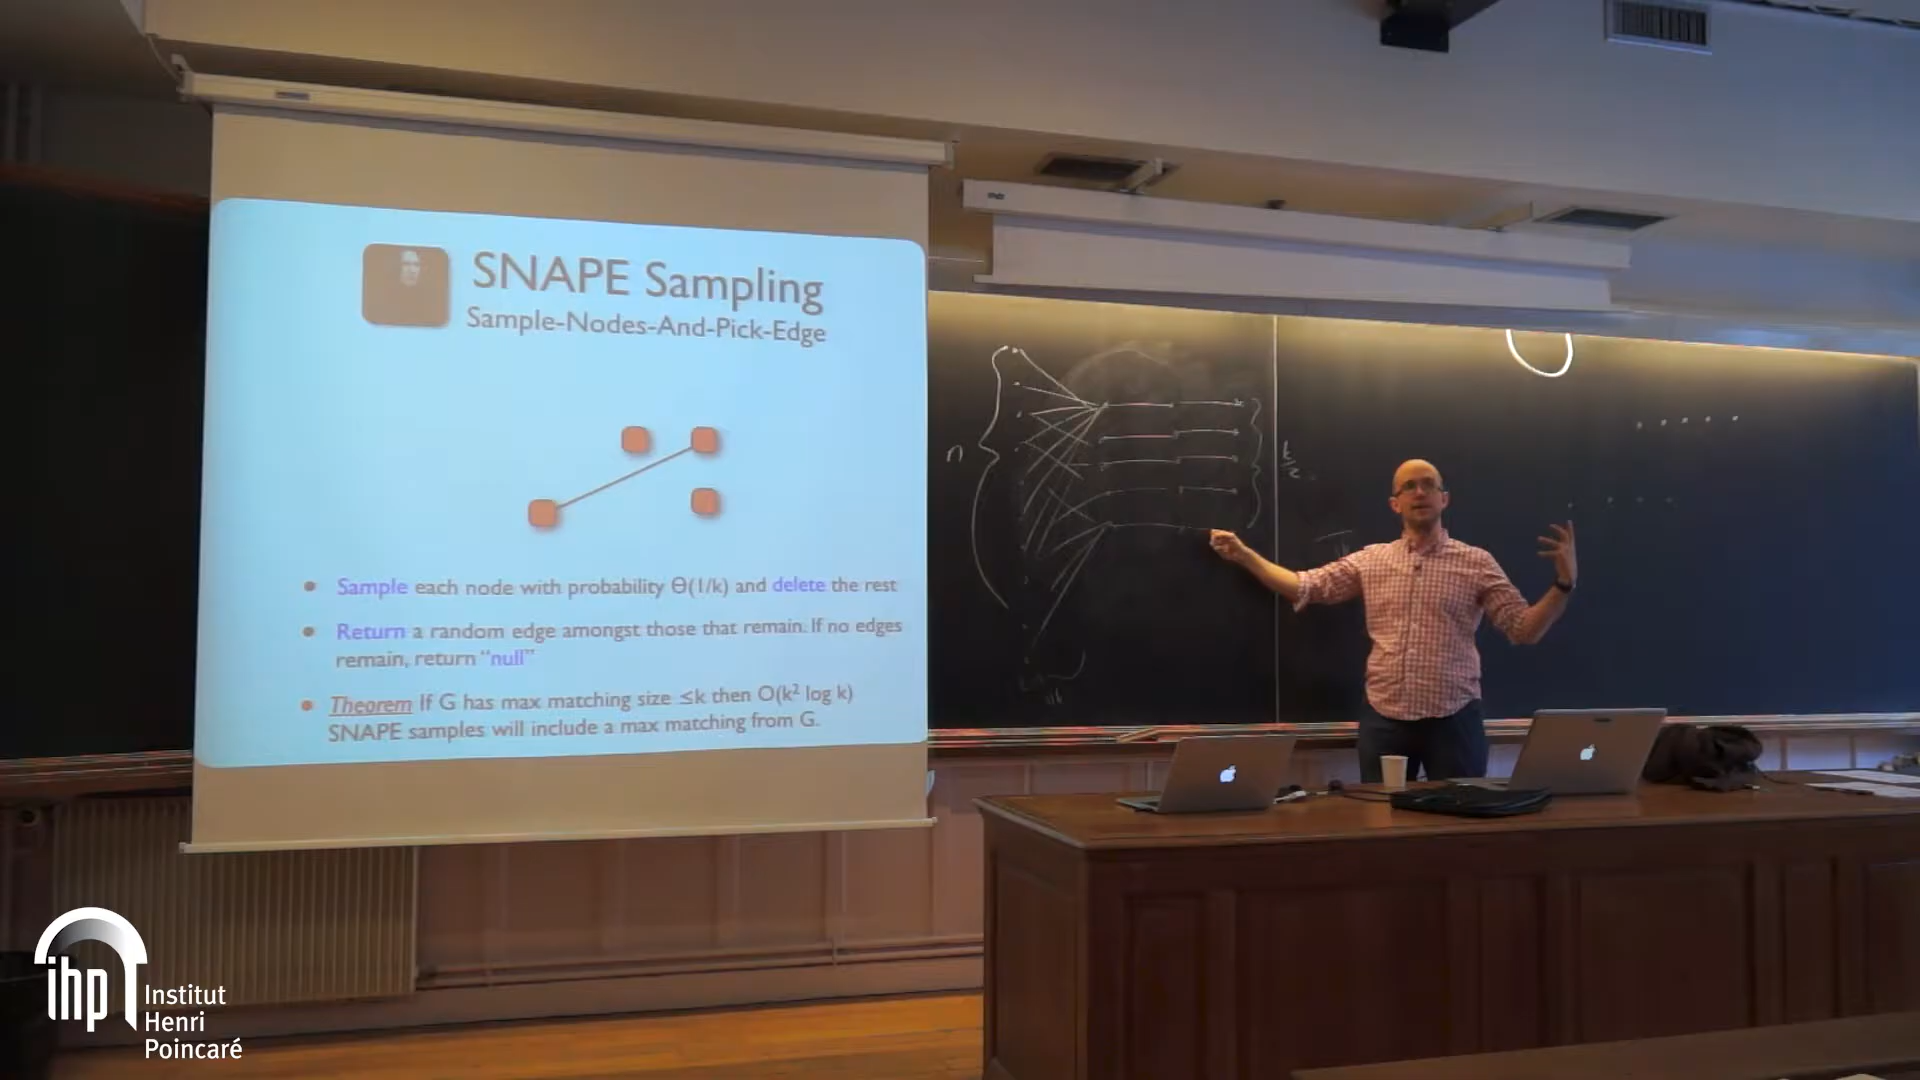 SNAPE Sampling
Sample-Nodes-And-Pick-Edge
• Sample each node with probability Θ(1/k) and delete the rest
• Return a random edge amongst those that remain. If no edges
remain, return “null”
• Theorem If G has max matching size ≤k then O(k² log k)
SNAPE samples will include a max matching from G.
n
k/2
ihp Institut
Henri
Poincaré